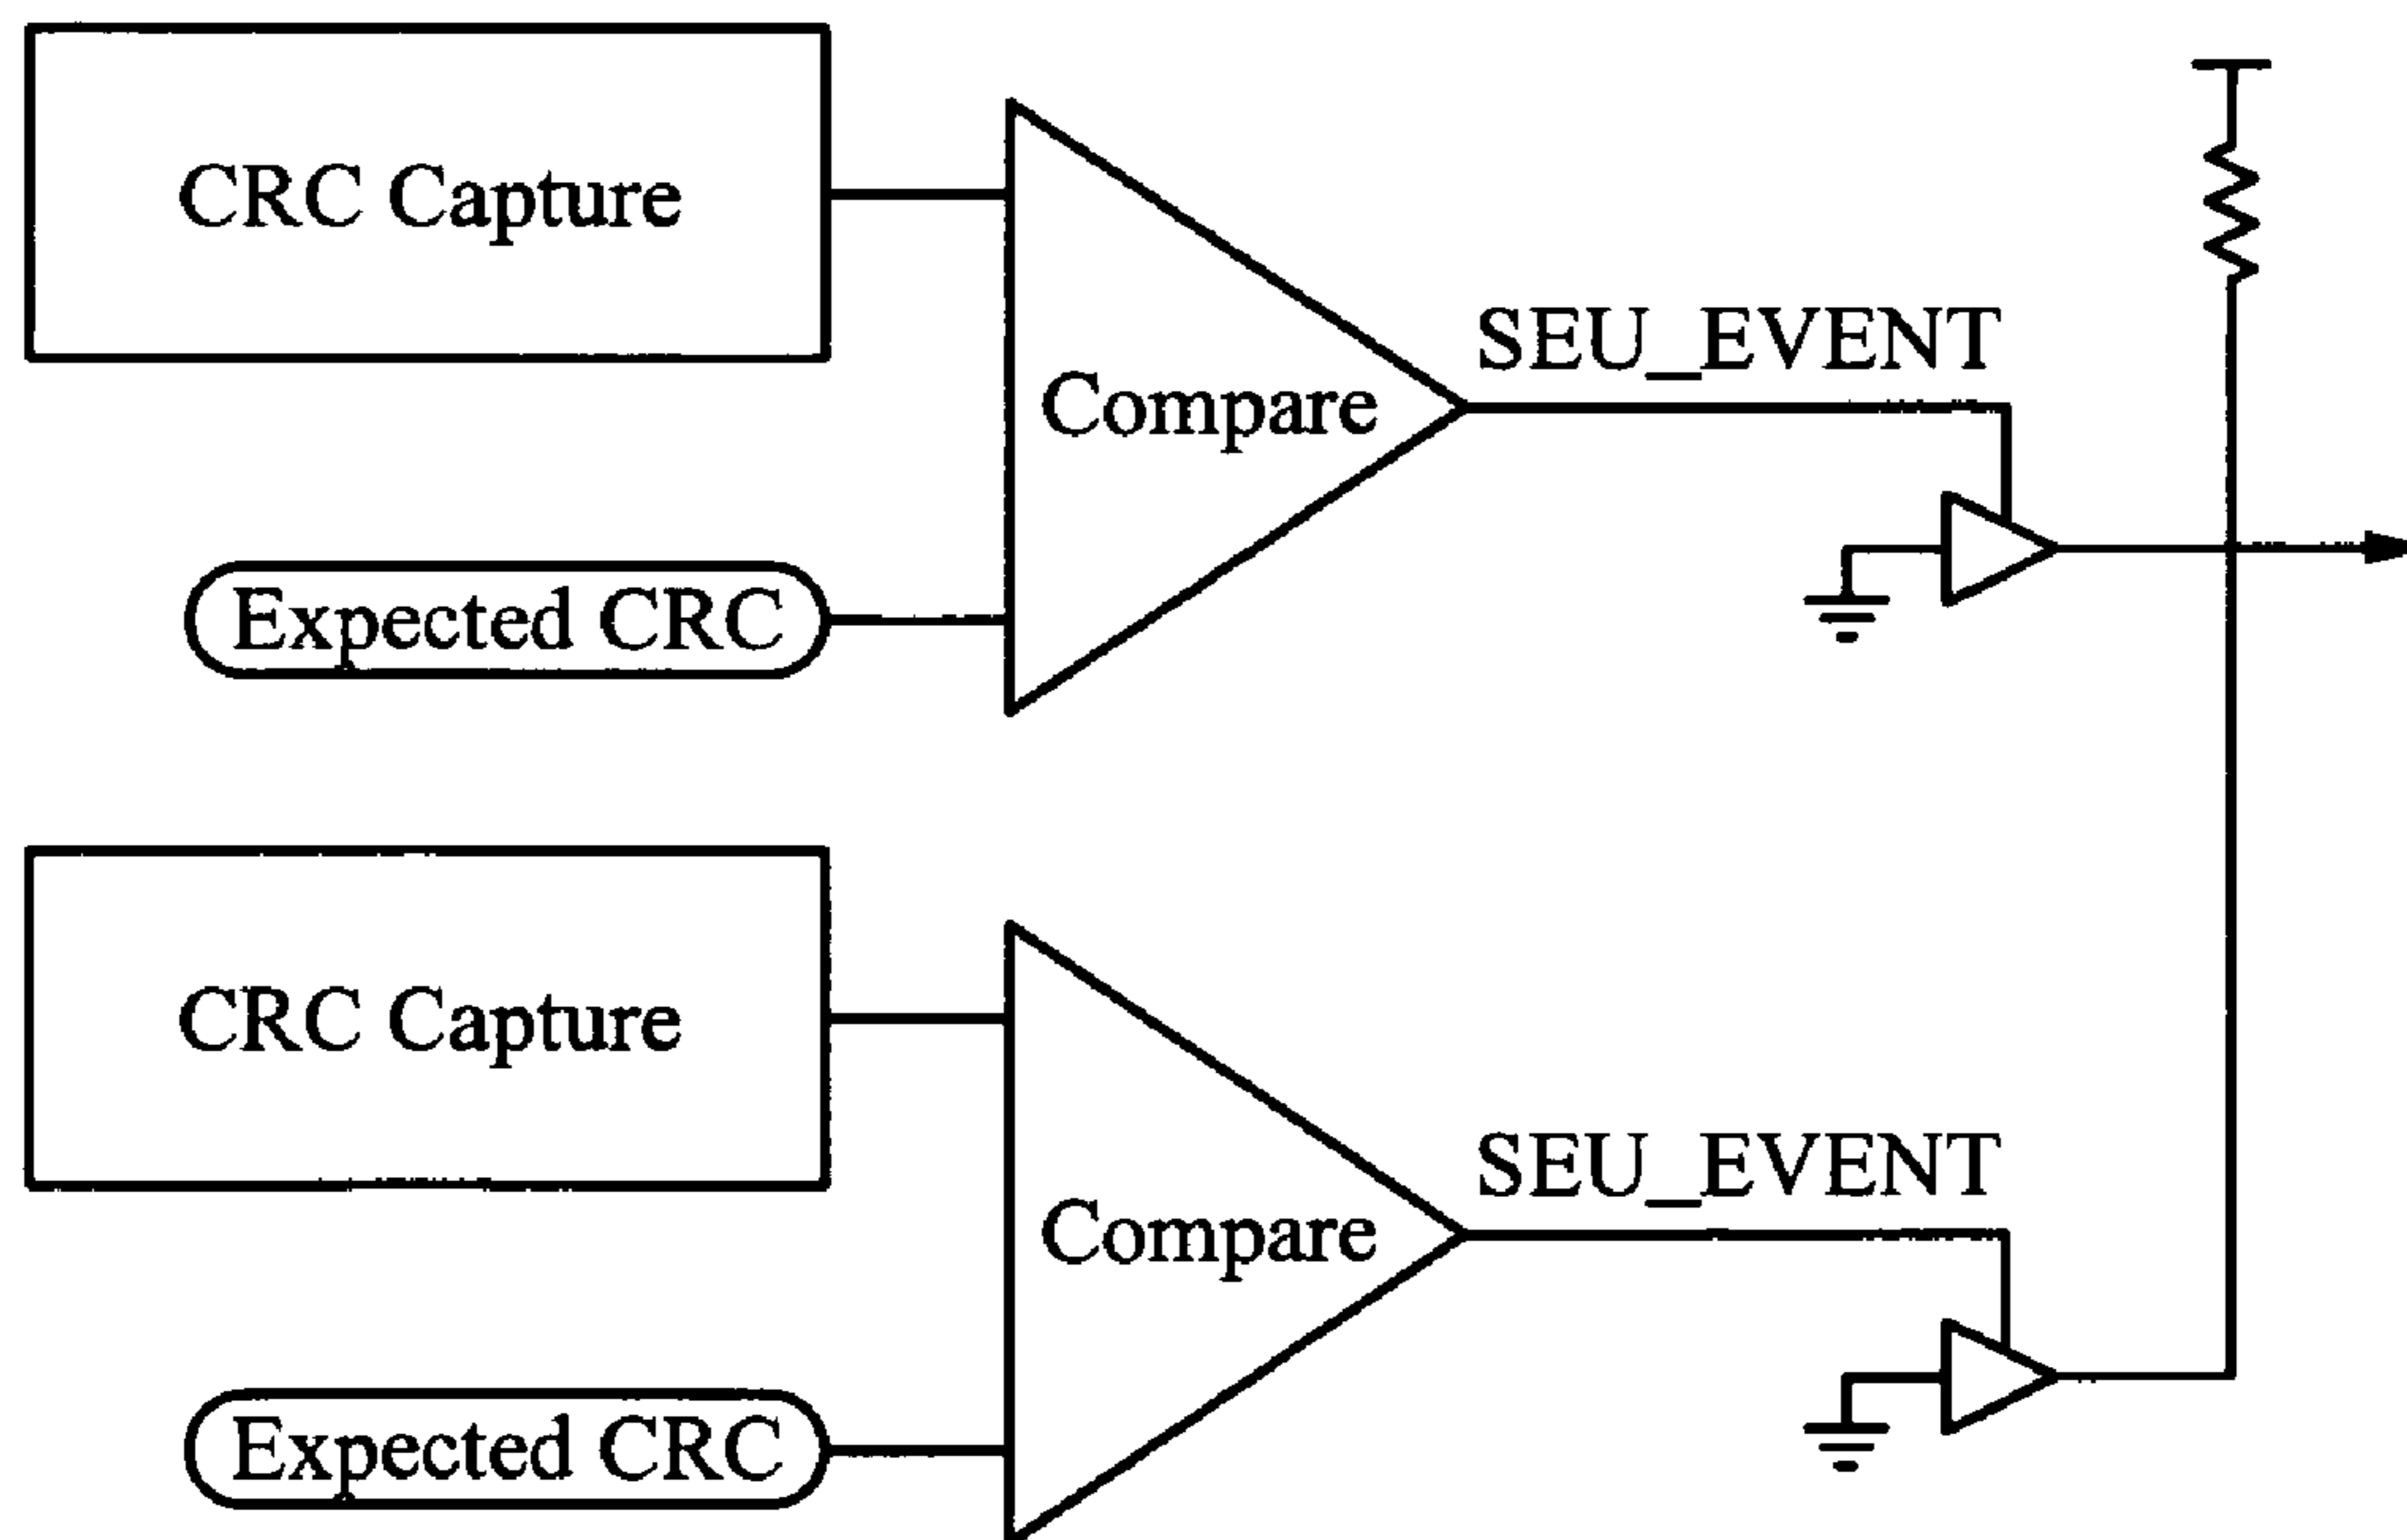 CRC Capture
SEU_EVENT
Compare
Expected CRC
CRC Capture
SEU_EVENT
Compare
Expected CRC